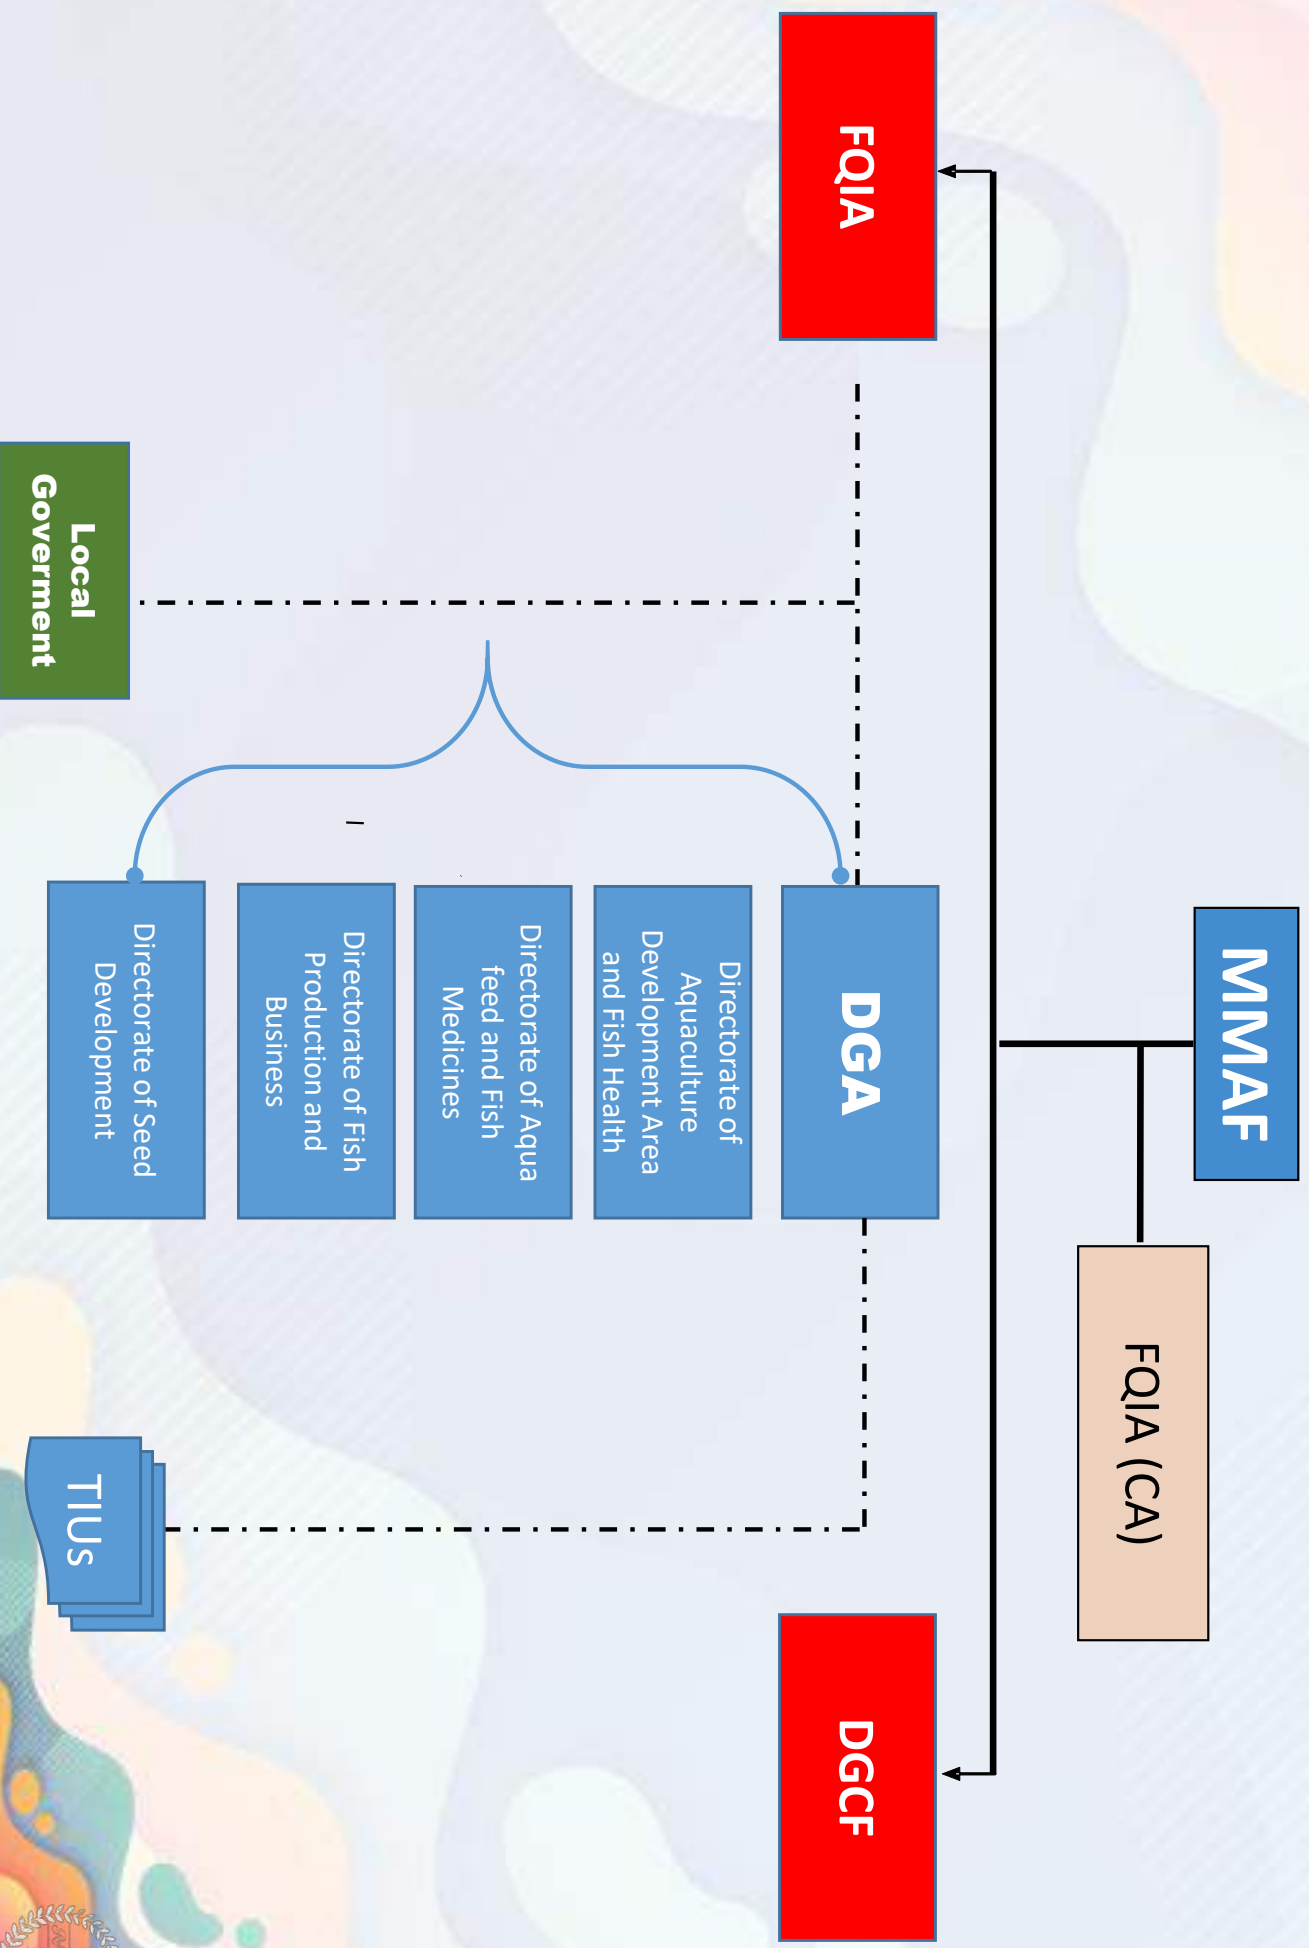 MMAF
FQIA (CA)
FQIA
DGA
DGCF
Directorate of
Aquaculture
Development Area
and Fish Health
Directorate of Aqua
feed and Fish
Medicines
Directorate of Fish
Production and
Business
Directorate of Seed
Development
Local
Goverment
TIUs